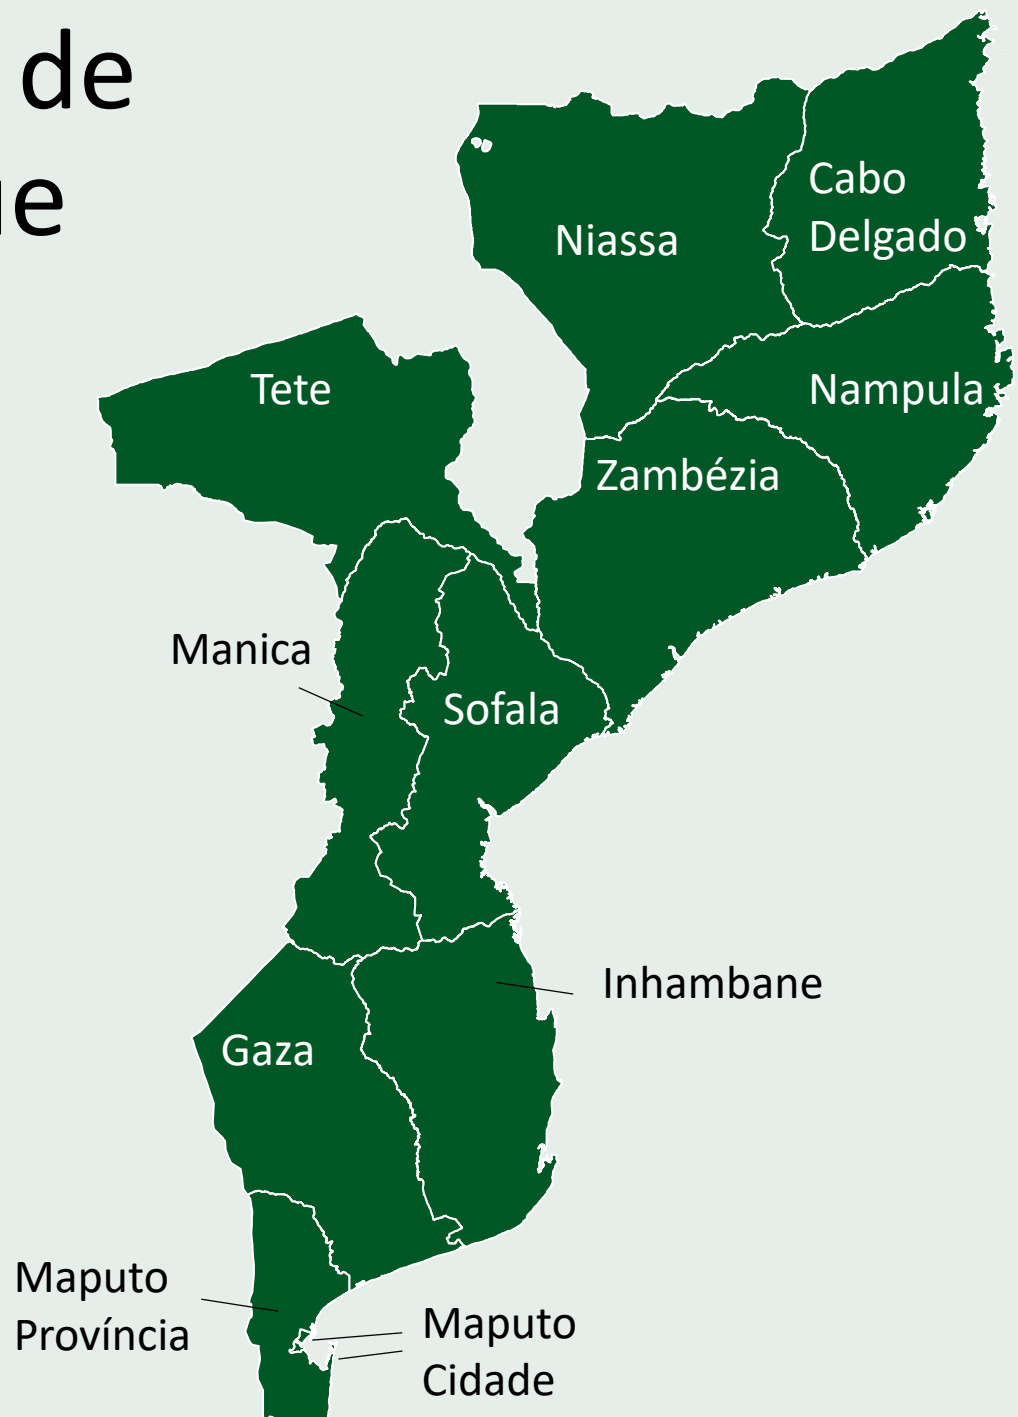 de
ue
Cabo
Delgado
Niassa
Tete
Nampula
Zambézia
Manica
Sofala
Inhambane
Gaza
Maputo
Província
Maputo
Cidade